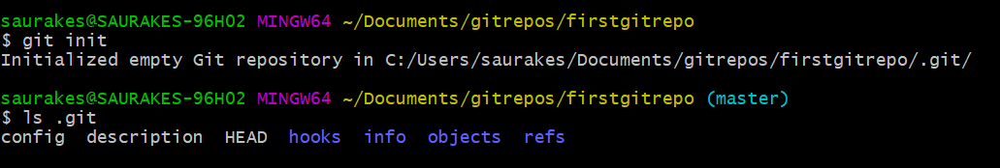 saurakes@SAURAKES-96H02 MINGW64 ~/Documents/gitrepos/firstgitrepo
$ git init
Initialized empty Git repository in C:/Users/saurakes/Documents/gitrepos/firstgitrepo/.git/
saurakes@SAURAKES-96H02 MINGW64 ~/Documents/gitrepos/firstgitrepo (master)
$ ls .git
config description HEAD hooks info objects refs